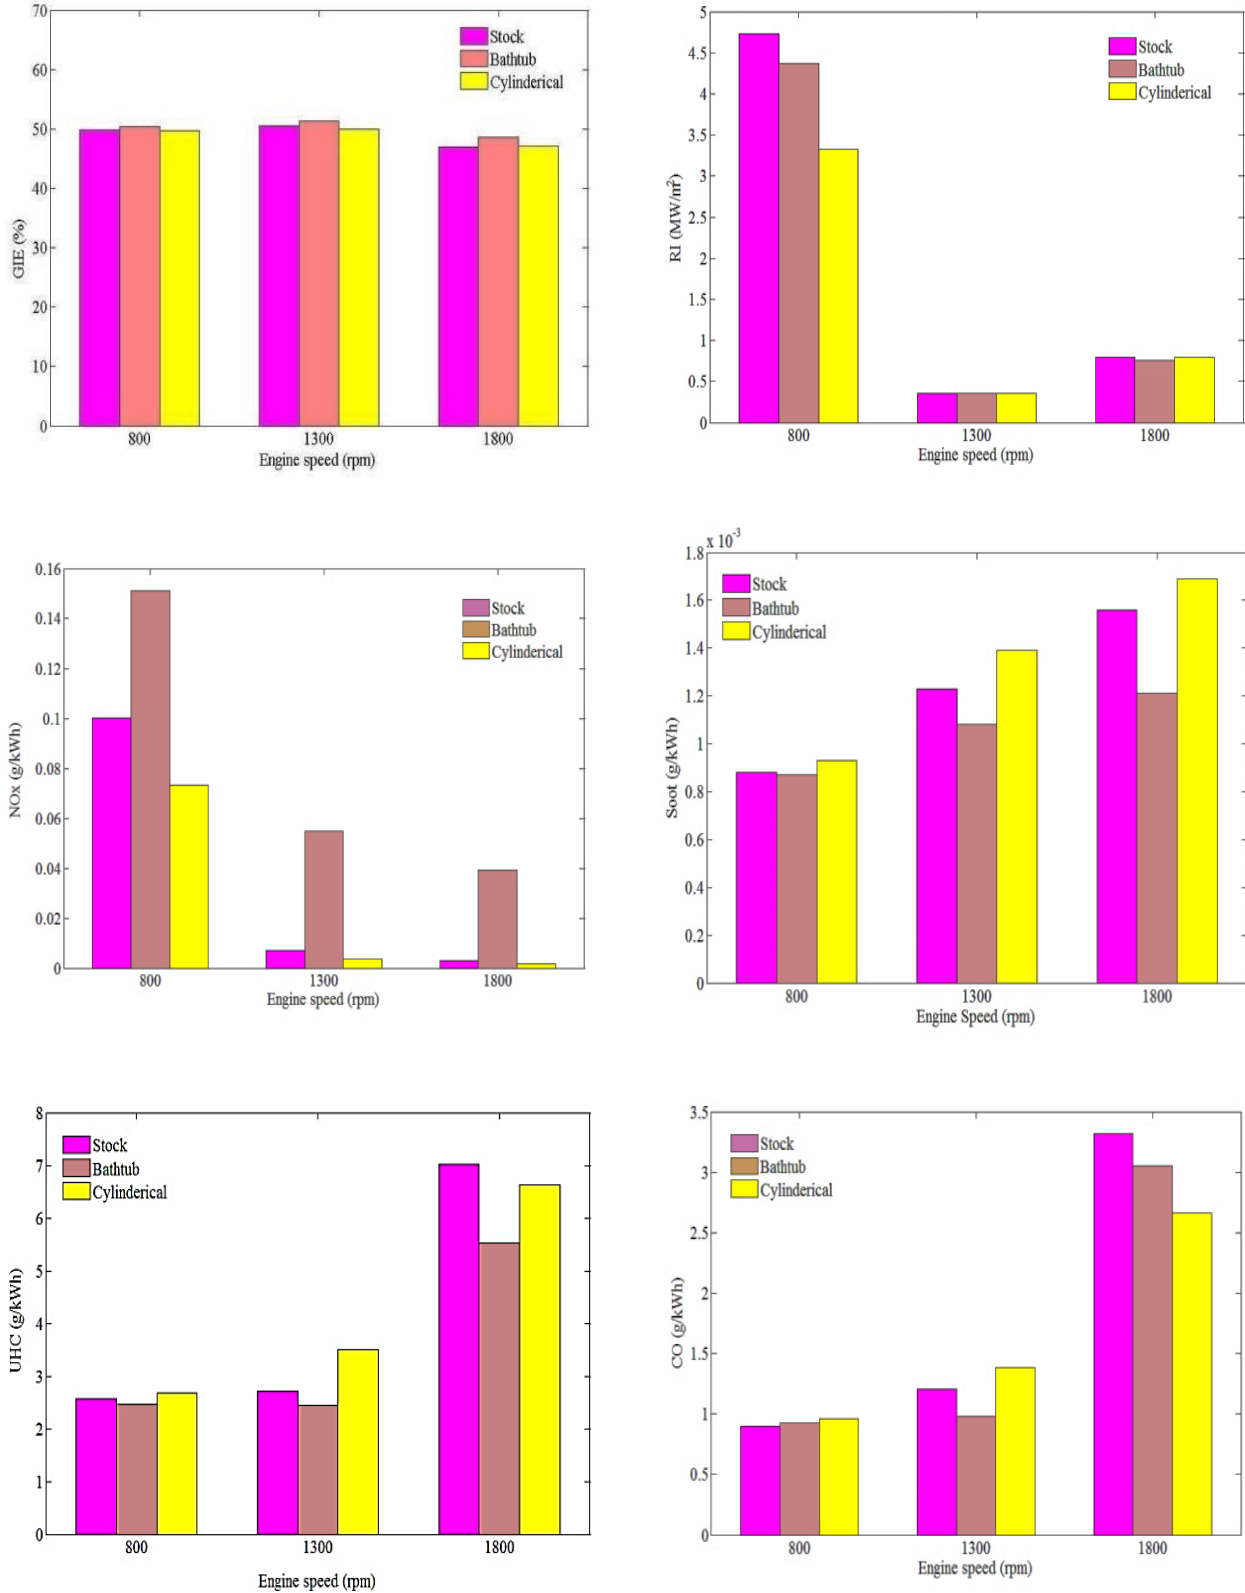 70
60
50
40
30
20
10
0
GIE (%)
Stock
Bathtub
Cylinderical
800 1300 1800
Engine speed (rpm)
5
4.5
4
3.5
3
2.5
2
1.5
1
0.5
0
RI (MW/m²)
Stock
Bathtub
Cylinderical
800 1300 1800
Engine speed (rpm)
0.16
0.14
0.12
0.1
0.08
0.06
0.04
0.02
0
NOx (g/kWh)
Stock
Bathtub
Cylinderical
800 1300 1800
Engine speed (rpm)
x 10⁻³
1.8
1.6
1.4
1.2
1
0.8
0.6
0.4
0.2
0
Soot (g/kWh)
Stock
Bathtub
Cylinderical
800 1300 1800
Engine Speed (rpm)
8
7
6
5
4
3
2
1
0
UHC (g/kWh)
Stock
Bathtub
Cylinderical
800 1300 1800
Engine speed (rpm)
3.5
3
2.5
2
1.5
1
0.5
0
CO (g/kWh)
Stock
Bathtub
Cylinderical
800 1300 1800
Engine speed (rpm)